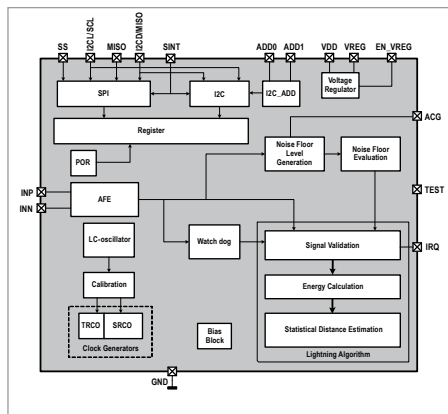 SS
I2CL/SCL
MISO
I2CD/MISO
SINT
ADD0
ADD1
VDD
VREG
EN_VREG
SPI
I2C
I2C_ADD
Voltage
Regulator
Register
ACG
POR
Noise Floor
Level
Generation
Noise Floor
Evaluation
INP
INN
AFE
TEST
LC-oscillator
Watch dog
Signal Validation
IRQ
Calibration
Energy Calculation
TRCO
SRCO
Clock Generators
Bias
Block
Statistical Distance Estimation
Lightning Algorithm
GND